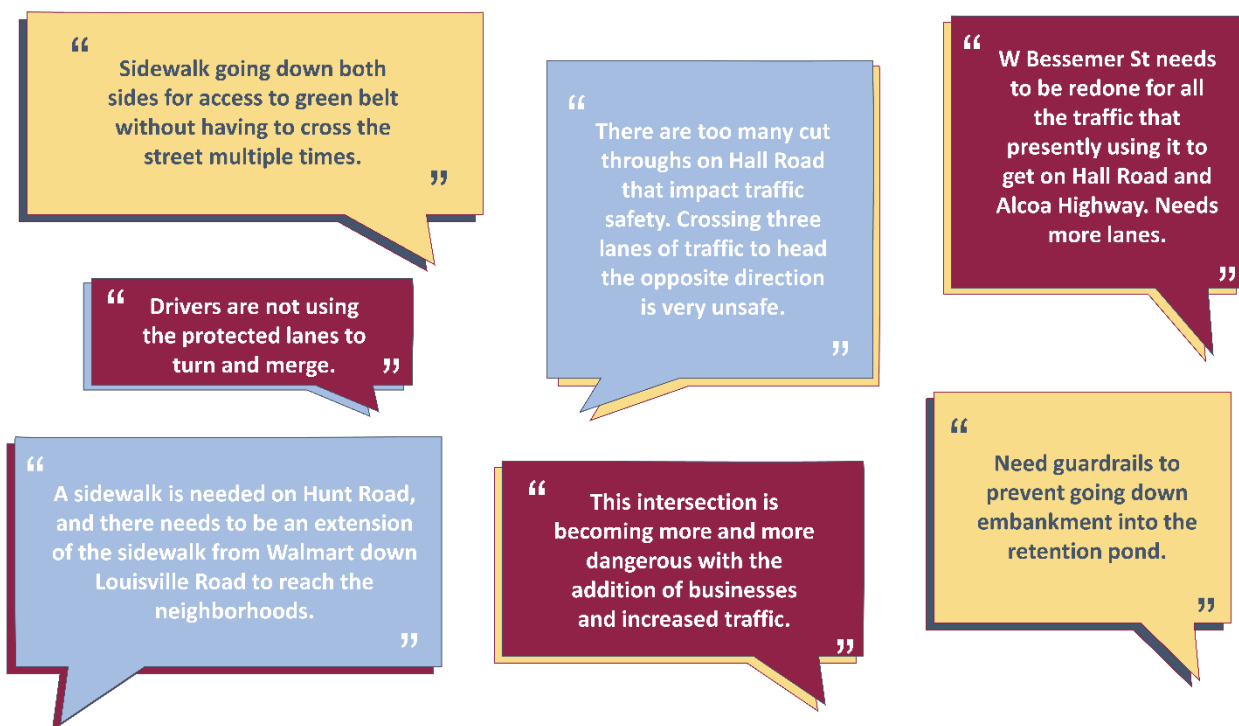 “
Sidewalk going down both
sides for access to green belt
without having to cross the
street multiple times.
”
“
Drivers are not using
the protected lanes to
turn and merge.
”
“
A sidewalk is needed on Hunt Road,
and there needs to be an extension
of the sidewalk from Walmart down
Louisville Road to reach the
neighborhoods.
”
“
There are too many cut
throughs on Hall Road
that impact traffic
safety. Crossing three
lanes of traffic to head
the opposite direction
is very unsafe.
”
“
This intersection is
becoming more and more
dangerous with the
addition of businesses
and increased traffic.
”
“
W Bessemer St needs
to be redone for all
the traffic that
presently using it to
get on Hall Road and
Alcoa Highway. Needs
more lanes.
”
“
Need guardrails to
prevent going down
embankment into the
retention pond.
”